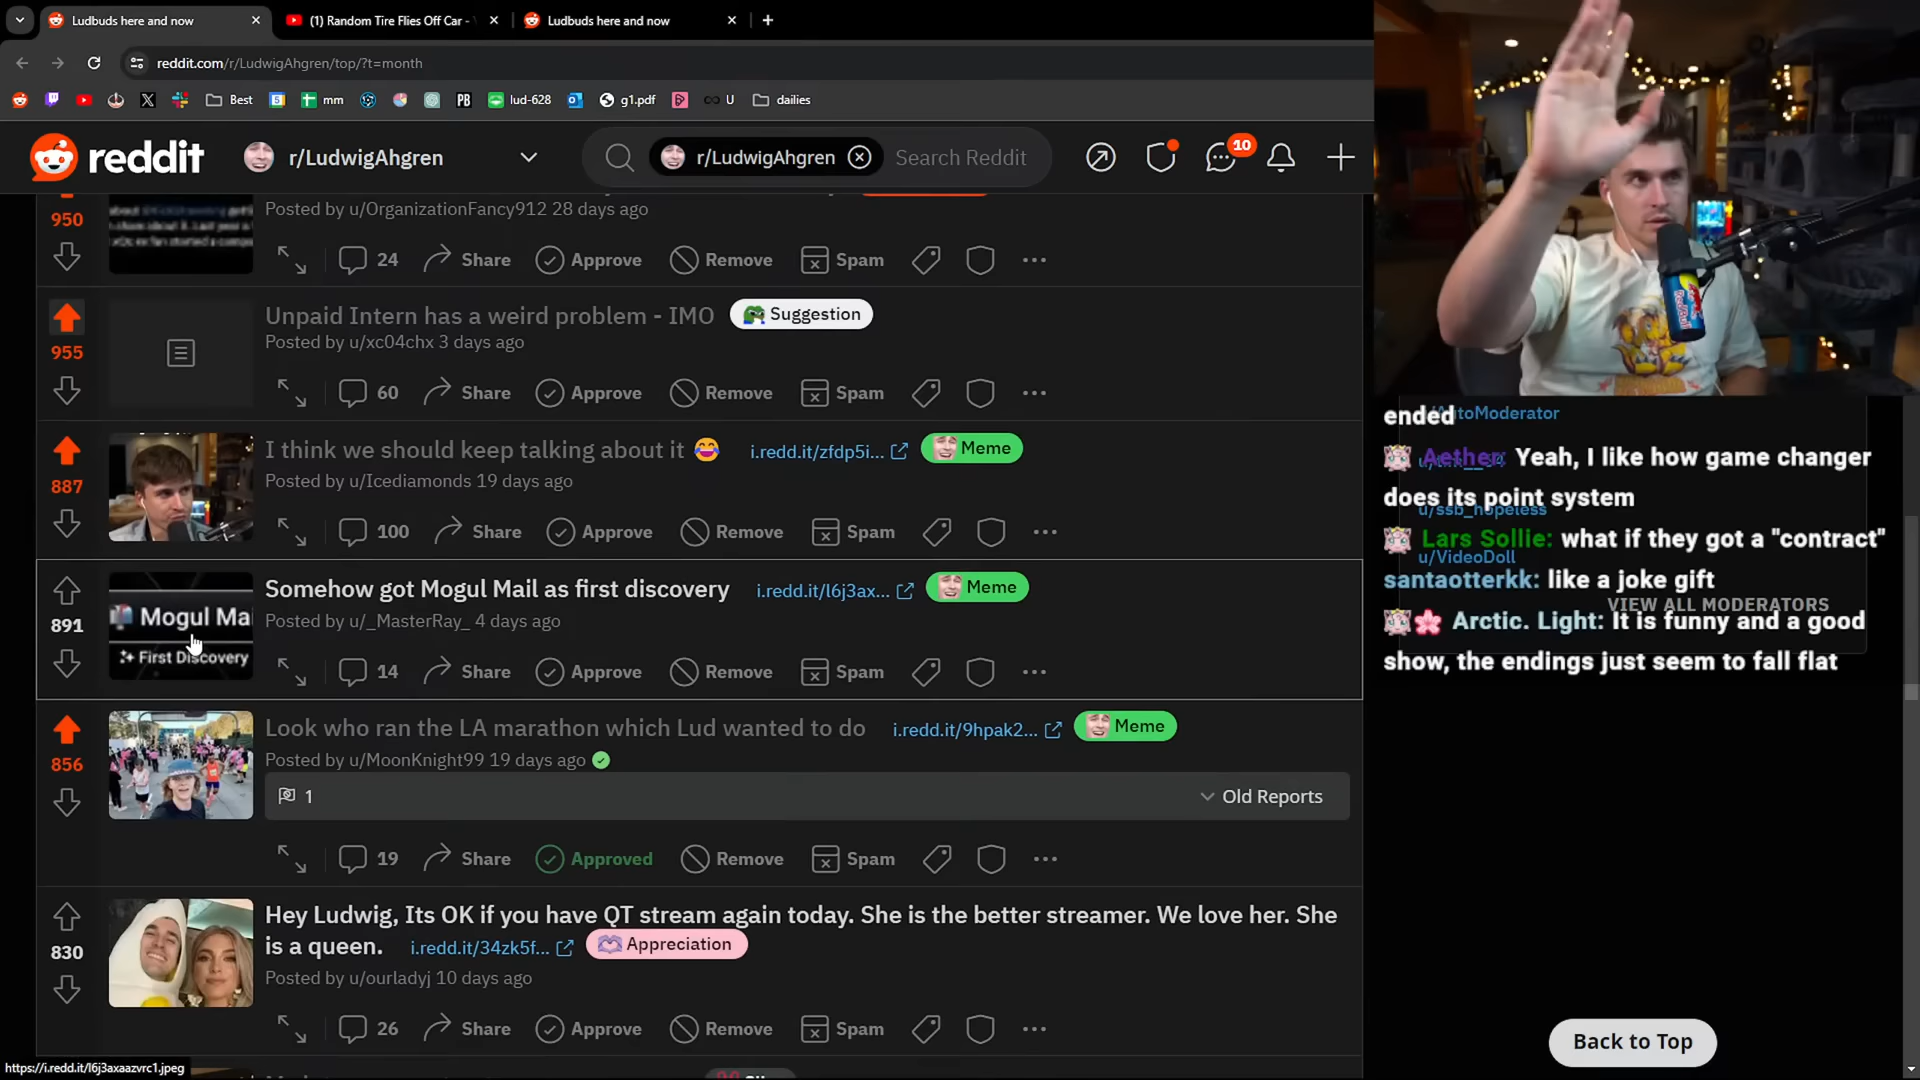 Ludbuds here and now
(1) Random Tire Flies Off Car -
Ludbuds here and now
reddit.com/r/LudwigAhgren/top/?t=month
Best
mm
PB
lud-628
g1.pdf
U
dailies
reddit
r/LudwigAhgren
r/LudwigAhgren
Search Reddit
10
950
Posted by u/OrganizationFancy912 28 days ago
24
Share
Approve
Remove
Spam
955
Unpaid Intern has a weird problem - IMO
Suggestion
Posted by u/xc04chx 3 days ago
60
Share
Approve
Remove
Spam
887
I think we should keep talking about it 😂
i.redd.it/zfdp5i...
Meme
Posted by u/Icediamonds 19 days ago
100
Share
Approve
Remove
Spam
891
Mogul Mai
First Discovery
Somehow got Mogul Mail as first discovery
i.redd.it/l6j3ax...
Meme
Posted by u/_MasterRay_ 4 days ago
14
Share
Approve
Remove
Spam
856
Look who ran the LA marathon which Lud wanted to do
i.redd.it/9hpak2...
Meme
Posted by u/MoonKnight99 19 days ago
1
Old Reports
19
Share
Approved
Remove
Spam
830
Hey Ludwig, Its OK if you have QT stream again today. She is the better streamer. We love her. She
is a queen.
i.redd.it/34zk5f...
Appreciation
Posted by u/ourladyj 10 days ago
26
Share
Approve
Remove
Spam
https://i.redd.it/l6j3axaazvrc1.jpeg
ended
AutoModerator
Aether: Yeah, I like how game changer
does its point system
u/ssb_hopeless
Lars Sollie: what if they got a "contract"
u/VideoDoll
santaotterkk: like a joke gift
VIEW ALL MODERATORS
Arctic. Light: It is funny and a good
show, the endings just seem to fall flat
Back to Top